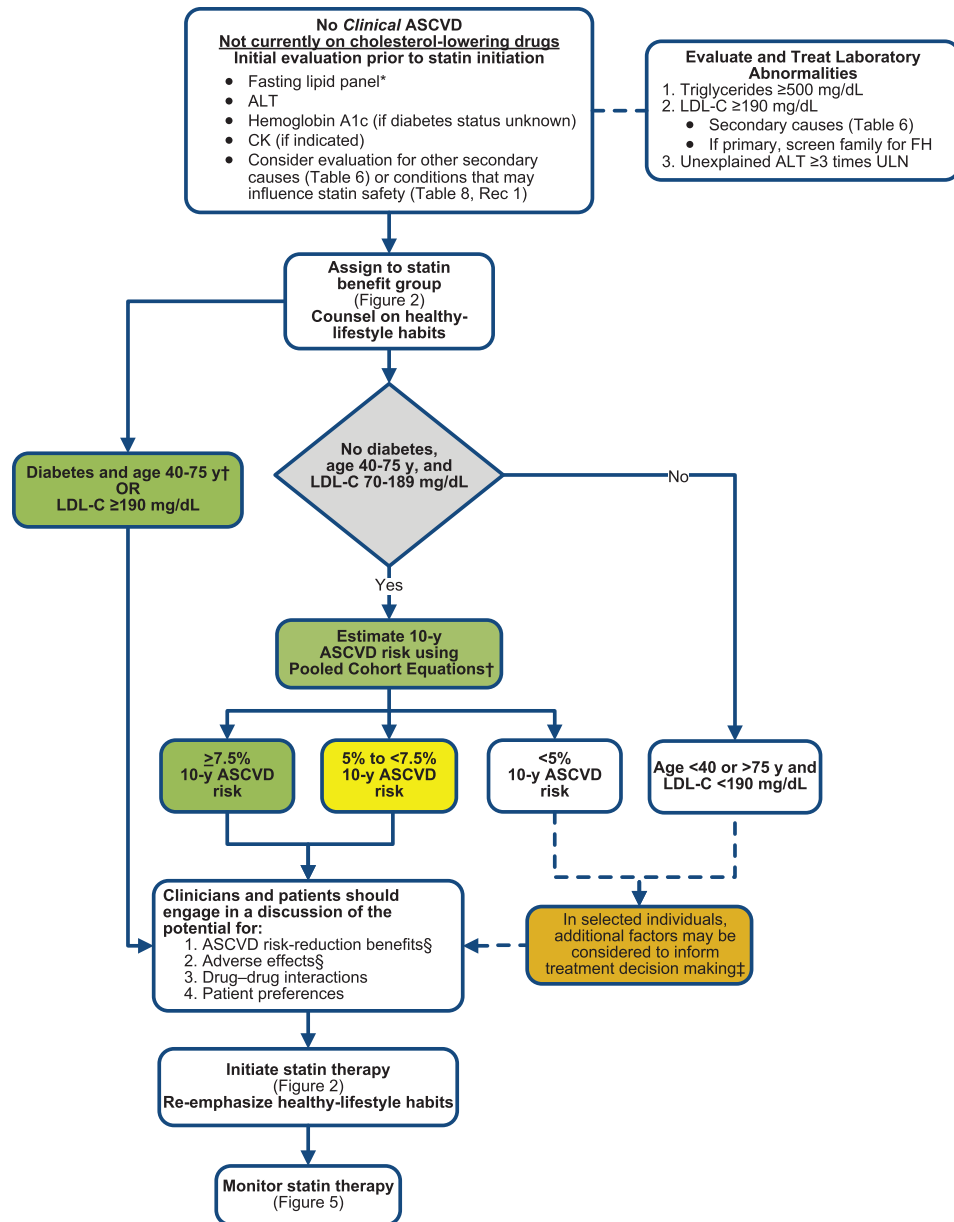 No Clinical ASCVD
Not currently on cholesterol-lowering drugs
Initial evaluation prior to statin initiation
• Fasting lipid panel*
• ALT
• Hemoglobin A1c (if diabetes status unknown)
• CK (if indicated)
• Consider evaluation for other secondary
causes (Table 6) or conditions that may
influence statin safety (Table 8, Rec 1)
Evaluate and Treat Laboratory
Abnormalities
1. Triglycerides ≥500 mg/dL
2. LDL-C ≥190 mg/dL
• Secondary causes (Table 6)
• If primary, screen family for FH
3. Unexplained ALT ≥3 times ULN
Assign to statin
benefit group
(Figure 2)
Counsel on healthy-
lifestyle habits
Diabetes and age 40-75 y†
OR
LDL-C ≥190 mg/dL
No diabetes,
age 40-75 y, and
LDL-C 70-189 mg/dL
No
Yes
Estimate 10-y
ASCVD risk using
Pooled Cohort Equations†
≥7.5%
10-y ASCVD
risk
5% to <7.5%
10-y ASCVD
risk
<5%
10-y ASCVD
risk
Age <40 or >75 y and
LDL-C <190 mg/dL
Clinicians and patients should
engage in a discussion of the
potential for:
1. ASCVD risk-reduction benefits§
2. Adverse effects§
3. Drug–drug interactions
4. Patient preferences
In selected individuals,
additional factors may be
considered to inform
treatment decision making‡
Initiate statin therapy
(Figure 2)
Re-emphasize healthy-lifestyle habits
Monitor statin therapy
(Figure 5)